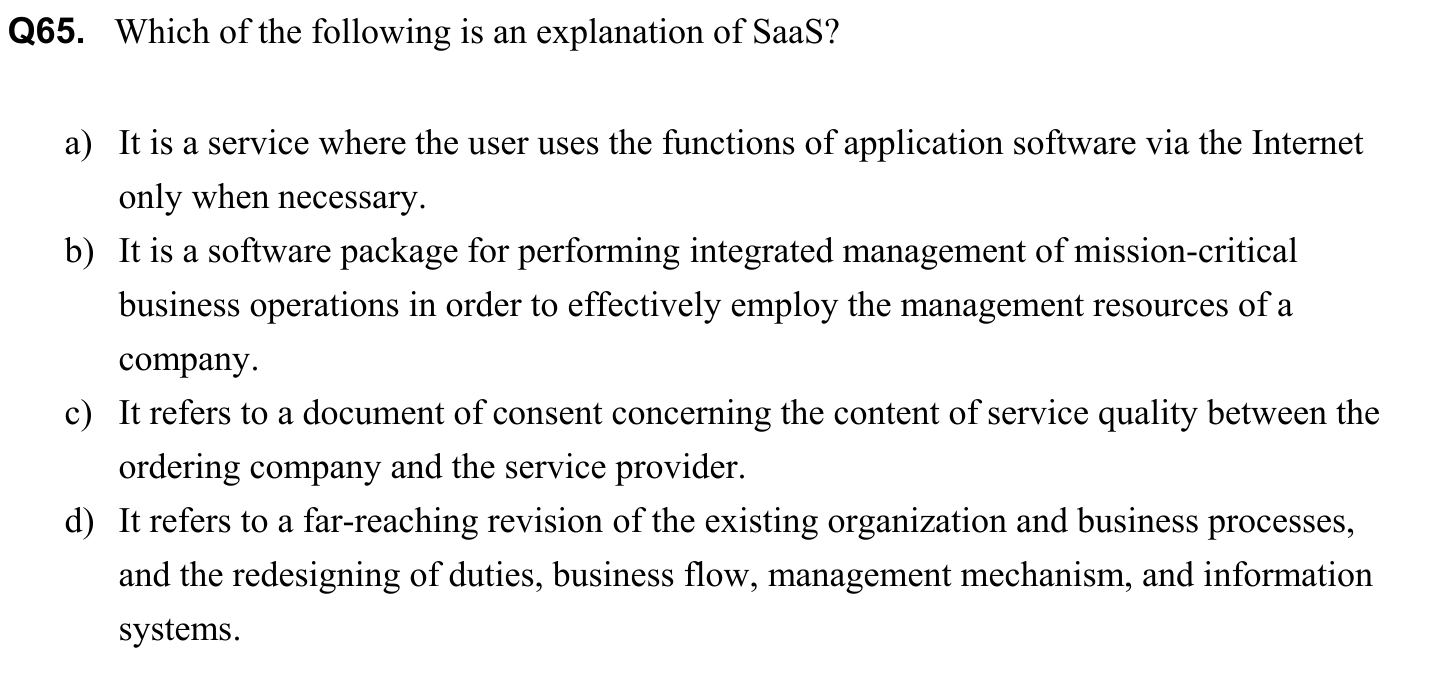 Q65. Which of the following is an explanation of SaaS?
a) It is a service where the user uses the functions of application software via the Internet
only when necessary.
b) It is a software package for performing integrated management of mission-critical
business operations in order to effectively employ the management resources of a
company.
c) It refers to a document of consent concerning the content of service quality between the
ordering company and the service provider.
d) It refers to a far-reaching revision of the existing organization and business processes,
and the redesigning of duties, business flow, management mechanism, and information
systems.